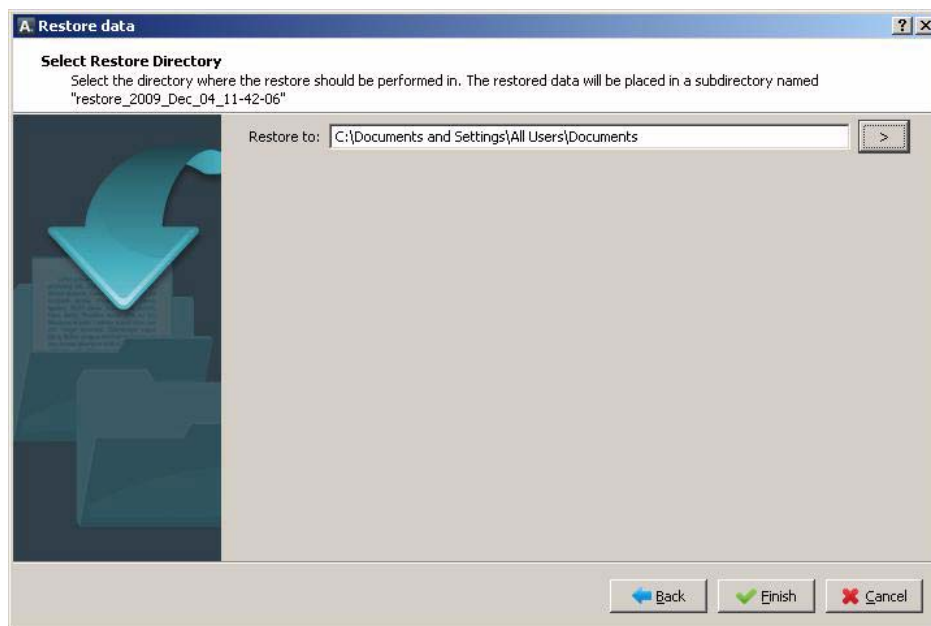 A Restore data
Select Restore Directory
Select the directory where the restore should be performed in. The restored data will be placed in a subdirectory named
"restore_2009_Dec_04_11-42-06"
Restore to: C:\Documents and Settings\All Users\Documents >
Back Finish Cancel